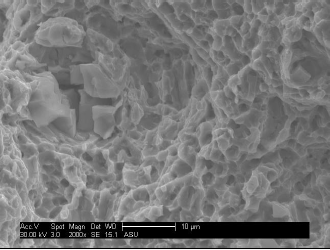 Acc.V Spot Magn Det WD 10 µm
30.00 kV 3.0 2000x SE 15.1 ASU